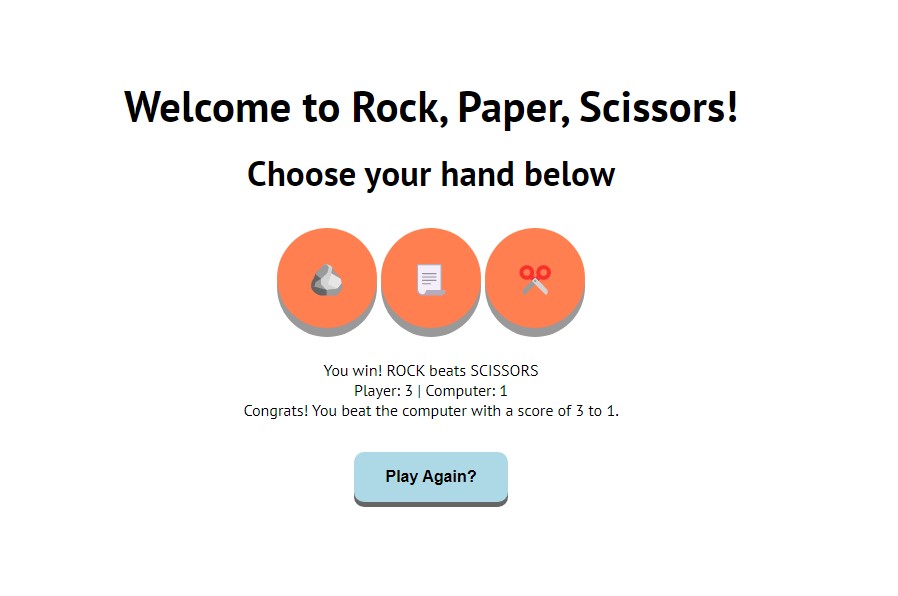 Welcome to Rock, Paper, Scissors!
Choose your hand below
You win! ROCK beats SCISSORS
Player: 3 | Computer: 1
Congrats! You beat the computer with a score of 3 to 1.
Play Again?